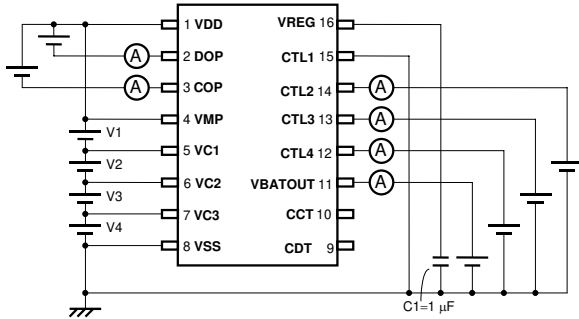 1 VDD
2 DOP
3 COP
4 VMP
5 VC1
6 VC2
7 VC3
8 VSS
VREG 16
CTL1 15
CTL2 14
CTL3 13
CTL4 12
VBATOUT 11
CCT 10
CDT 9
A
A
A
A
A
A
V1
V2
V3
V4
C1=1 µF